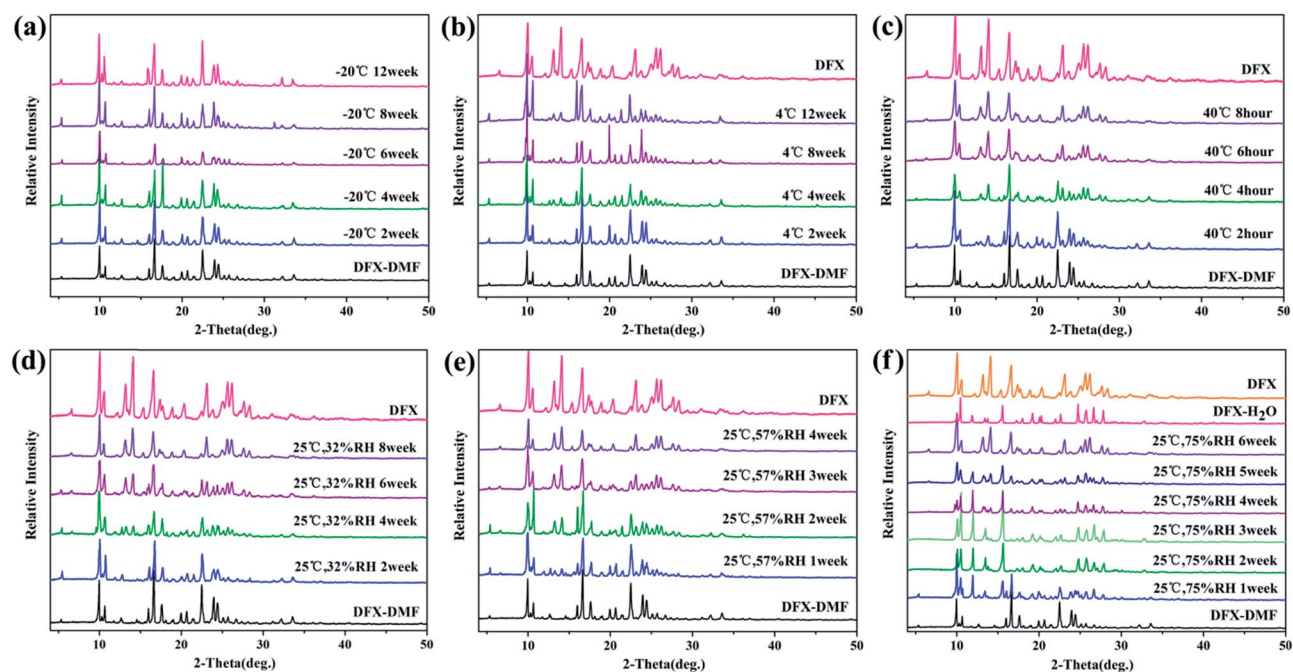 (a)
Relative Intensity
-20℃ 12week
-20℃ 8week
-20℃ 6week
-20℃ 4week
-20℃ 2week
DFX-DMF
10 20 30 40 50
2-Theta(deg.)
(b)
Relative Intensity
DFX
4℃ 12week
4℃ 8week
4℃ 4week
4℃ 2week
DFX-DMF
10 20 30 40 50
2-Theta(deg.)
(c)
Relative Intensity
DFX
40℃ 8hour
40℃ 6hour
40℃ 4hour
40℃ 2hour
DFX-DMF
10 20 30 40 50
2-Theta(deg.)
(d)
Relative Intensity
DFX
25℃,32%RH 8week
25℃,32%RH 6week
25℃,32%RH 4week
25℃,32%RH 2week
DFX-DMF
10 20 30 40 50
2-Theta(deg.)
(e)
Relative Intensity
DFX
25℃,57%RH 4week
25℃,57%RH 3week
25℃,57%RH 2week
25℃,57%RH 1week
DFX-DMF
10 20 30 40 50
2-Theta(deg.)
(f)
Relative Intensity
DFX
DFX-H₂O
25℃,75%RH 6week
25℃,75%RH 5week
25℃,75%RH 4week
25℃,75%RH 3week
25℃,75%RH 2week
25℃,75%RH 1week
DFX-DMF
10 20 30 40 50
2-Theta(deg.)